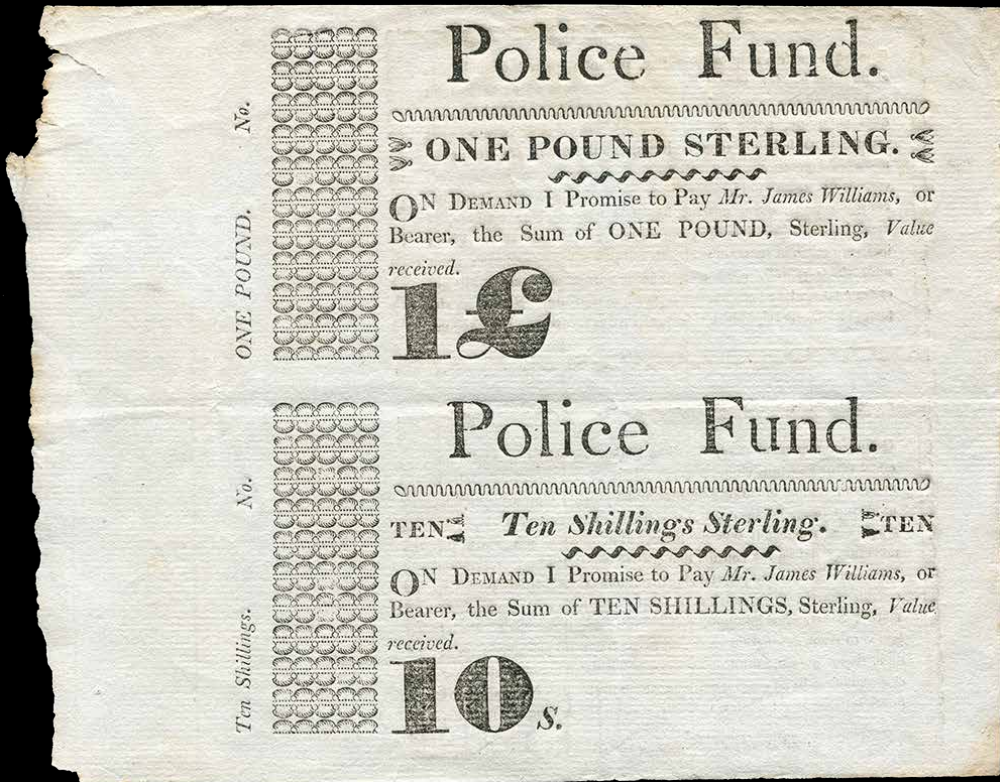 No.
ONE POUND.
Police Fund.
ONE POUND STERLING.
ON DEMAND I Promise to Pay Mr. James Williams, or
Bearer, the Sum of ONE POUND, Sterling, Value
received.
1£
No.
Ten Shillings.
Police Fund.
TEN Ten Shillings Sterling. TEN
ON DEMAND I Promise to Pay Mr. James Williams, or
Bearer, the Sum of TEN SHILLINGS, Sterling, Value
received.
10s.